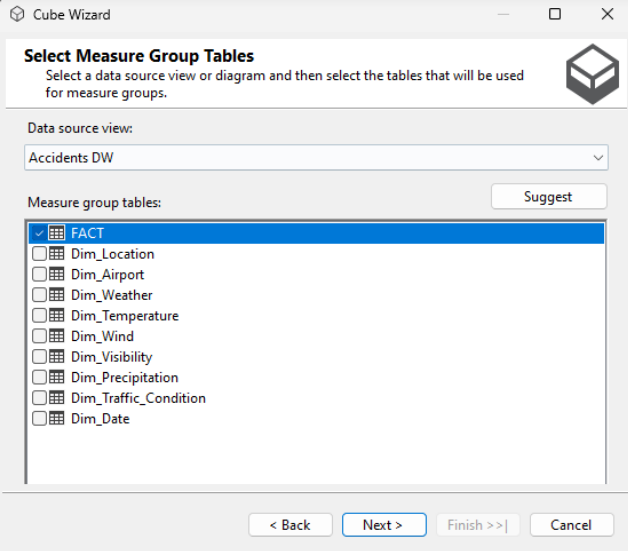 Cube Wizard
Select Measure Group Tables
Select a data source view or diagram and then select the tables that will be used
for measure groups.
Data source view:
Accidents DW
Measure group tables:
Suggest
FACT
Dim_Location
Dim_Airport
Dim_Weather
Dim_Temperature
Dim_Wind
Dim_Visibility
Dim_Precipitation
Dim_Traffic_Condition
Dim_Date
< Back
Next >
Finish >>|
Cancel